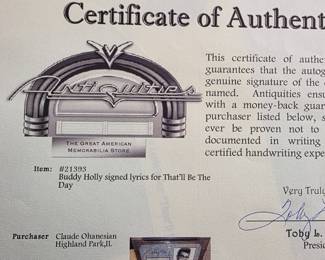 Certificate of Authent
Antiquities
THE GREAT AMERICAN
MEMORABILIA STORE
This certificate of authe
guarantees that the autog
genuine signature of the
named. Antiquities ensu
with a money-back guar
purchaser listed below, s
ever be proven not to
documented in writing
certified handwriting expe
Item: #21393
Buddy Holly signed lyrics for That'll Be The
Day
Very Truly
Toby L.
Presi
Purchaser Claude Ohanesian
Highland Park,IL